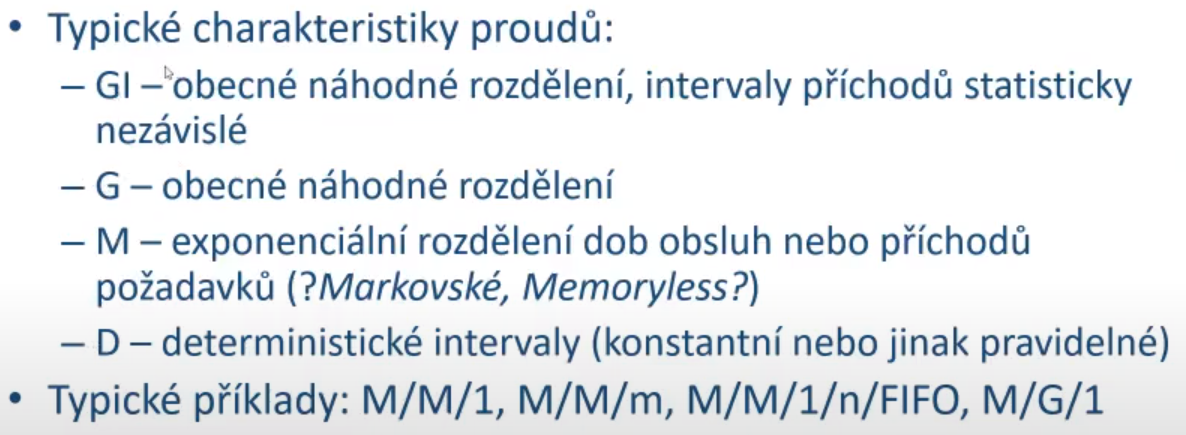 • Typické charakteristiky proudů:
– GI – obecné náhodné rozdělení, intervaly příchodů statisticky
nezávislé
– G – obecné náhodné rozdělení
– M – exponenciální rozdělení dob obsluh nebo příchodů
požadavků (?Markovské, Memoryless?)
– D – deterministické intervaly (konstantní nebo jinak pravidelné)
• Typické příklady: M/M/1, M/M/m, M/M/1/n/FIFO, M/G/1